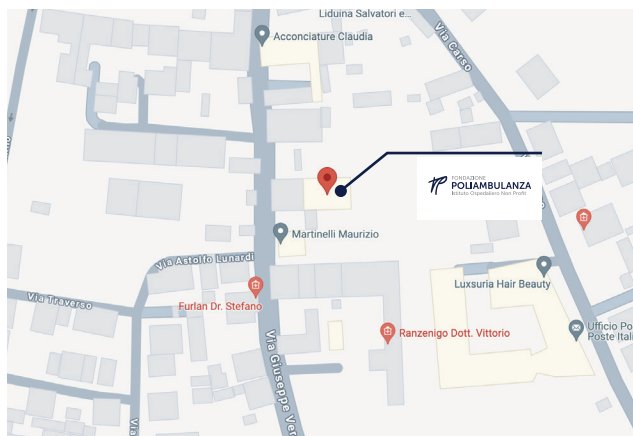 Liduina Salvatori e...
Acconciature Claudia
Via Carso
FONDAZIONE
POLIAMBULANZA
Istituto Ospedaliero Non Profit
Martinelli Maurizio
Via Astolfo Lunardi
Luxsuria Hair Beauty
Via Traverso
Furlan Dr. Stefano
Ranzenigo Dott. Vittorio
Ufficio Po
Poste Itali
Via Giuseppe Ver